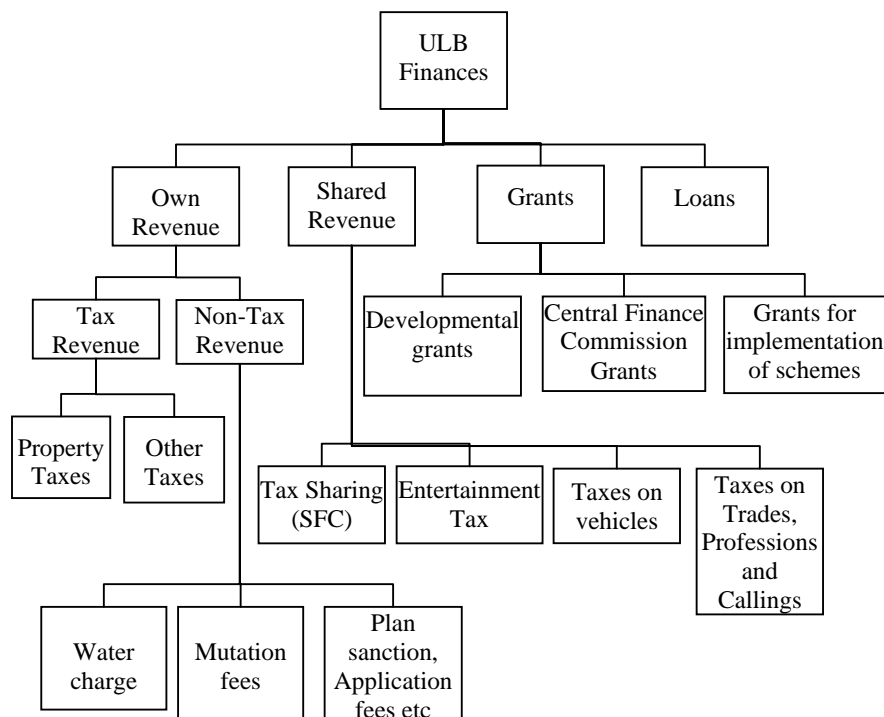 ULB
Finances
Own
Revenue
Shared
Revenue
Grants
Loans
Tax
Revenue
Non-Tax
Revenue
Developmental
grants
Central Finance
Commission
Grants
Grants for
implementation
of schemes
Property
Taxes
Other
Taxes
Tax Sharing
(SFC)
Entertainment
Tax
Taxes on
vehicles
Taxes on
Trades,
Professions
and
Callings
Water
charge
Mutation
fees
Plan
sanction,
Application
fees etc